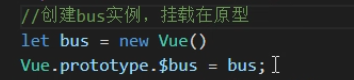 //创建bus实例，挂载在原型
let bus = new Vue()
Vue.prototype.$bus = bus;